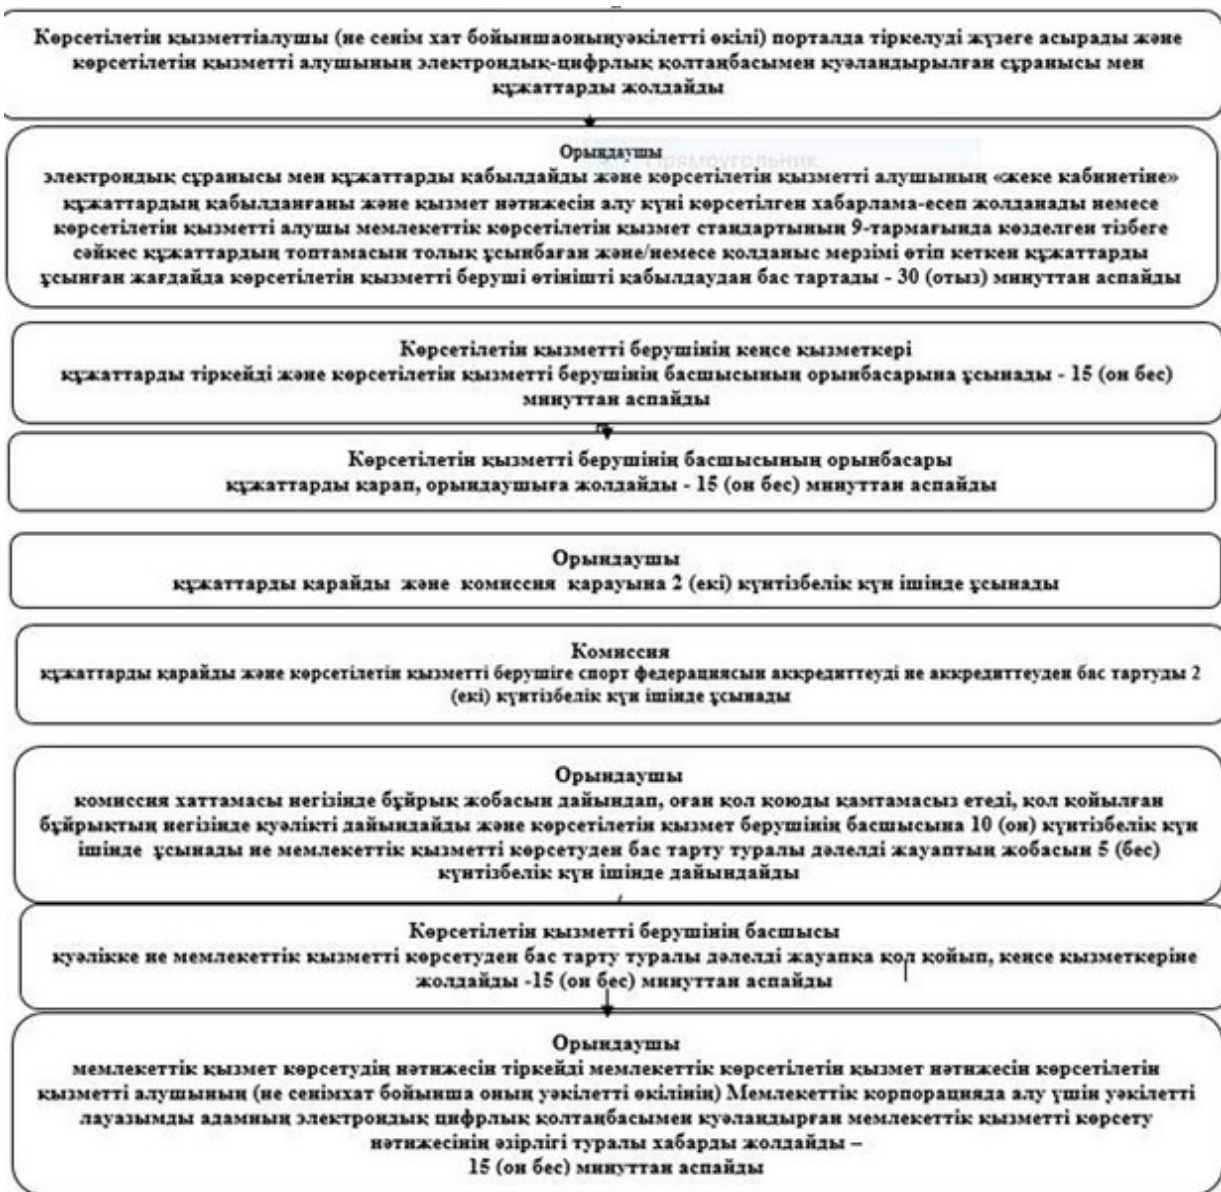 Көрсетілетін қызметтіалушы (не сенім хат бойыншаоныңуәкілетті өкілі) порталда тіркелуді жүзеге асырады және
көрсетілетін қызметті алушының электрондық-цифрлық қолтаңбасымен куәландырылған сұранысы мен
құжаттарды жолдайды
Орындаушы
Прямоугольник
электрондық сұранысы мен құжаттарды қабылдайды және көрсетілетін қызметті алушының «жеке кабинетіне»
құжаттардың қабылданғаны және қызмет нәтижесін алу күні көрсетілген хабарлама-есеп жолданады немесе
көрсетілетін қызметті алушы мемлекеттік көрсетілетін қызмет стандартының 9-тармағында көзделген тізбеге
сәйкес құжаттардың топтамасын толық ұсынбаған және/немесе қолданыс мерзімі өтіп кеткен құжаттарды
ұсынған жағдайда көрсетілетін қызметті беруші өтінішті қабылдаудан бас тартады - 30 (отыз) минуттан аспайды
Көрсетілетін қызметті берушінің кеңсе қызметкері
құжаттарды тіркейді және көрсетілетін қызметті берушінің басшысының орынбасарына ұсынады - 15 (он бес)
минуттан аспайды
Көрсетілетін қызметті берушінің басшысының орынбасары
құжаттарды қарап, орындаушыға жолдайды - 15 (он бес) минуттан аспайды
Орындаушы
құжаттарды қарайды және комиссия қарауына 2 (екі) күнтізбелік күн ішінде ұсынады
Комиссия
құжаттарды қарайды және көрсетілетін қызметті берушіге спорт федерациясын аккредиттеуді не аккредиттеуден бас тартуды 2
(екі) күнтізбелік күн ішінде ұсынады
Орындаушы
комиссия хаттамасы негізінде бұйрық жобасын дайындап, оған қол қоюды қамтамасыз етеді, қол қойылған
бұйрықтың негізінде куәлікті дайындайды және көрсетілетін қызмет берушінің басшысына 10 (он) күнтізбелік күн
ішінде ұсынады не мемлекеттік қызметті көрсетуден бас тарту туралы дәлелді жауаптың жобасын 5 (бес)
күнтізбелік күн ішінде дайындайды
Көрсетілетін қызметті берушінің басшысы
куәлікке не мемлекеттік қызметті көрсетуден бас тарту туралы дәлелді жауапқа қол қойып, кеңсе қызметкеріне
жолдайды -15 (он бес) минуттан аспайды
Орындаушы
мемлекеттік қызмет көрсетудің нәтижесін тіркейді мемлекеттік көрсетілетін қызмет нәтижесін көрсетілетін
қызметті алушының (не сенімхат бойынша оның уәкілетті өкілінің) Мемлекеттік корпорацияда алу үшін уәкілетті
лауазымды адамның электрондық цифрлық қолтаңбасымен куәландырған мемлекеттік қызметті көрсету
нәтижесінің әзірлігі туралы хабарды жолдайды –
15 (он бес) минуттан аспайды